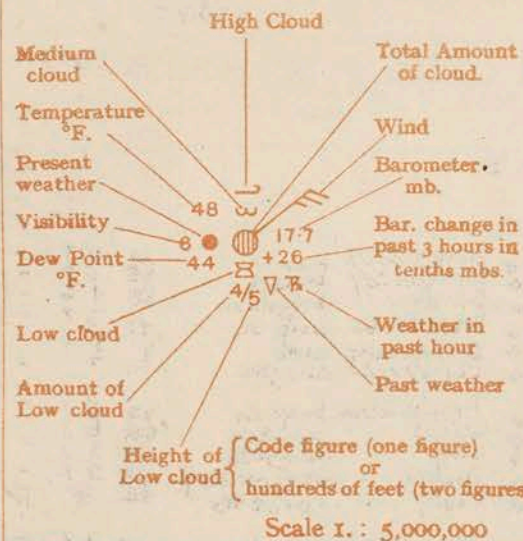 High Cloud
Medium
cloud
Total Amount
of cloud.
Temperature
°F.
Wind
Present
weather
Barometer.
mb.
48
Visibility
6
17·7
Bar. change in
past 3 hours in
tenths mbs.
Dew Point
°F.
44
+26
4/5
Low cloud
Weather in
past hour
Amount of
Low cloud
Past weather
Height of
Low cloud
Code figure (one figure)
or
hundreds of feet (two figures
Scale 1. : 5,000,000